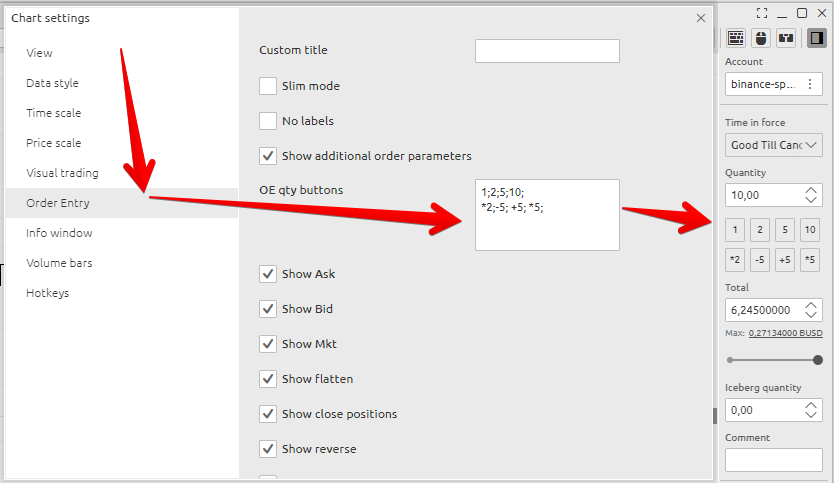 Chart settings
View
Data style
Time scale
Price scale
Visual trading
Order Entry
Info window
Volume bars
Hotkeys
Custom title
Slim mode
No labels
Show additional order parameters
OE qty buttons
1;2;5;10;
*2;-5; +5; *5;
Show Ask
Show Bid
Show Mkt
Show flatten
Show close positions
Show reverse
Account
binance-sp...
Time in force
Good Till Canc
Quantity
10,00
1 2 5 10
*2 -5 +5 *5
Total
6,24500000
Max: 0,27134000 BUSD
Iceberg quantity
0,00
Comment